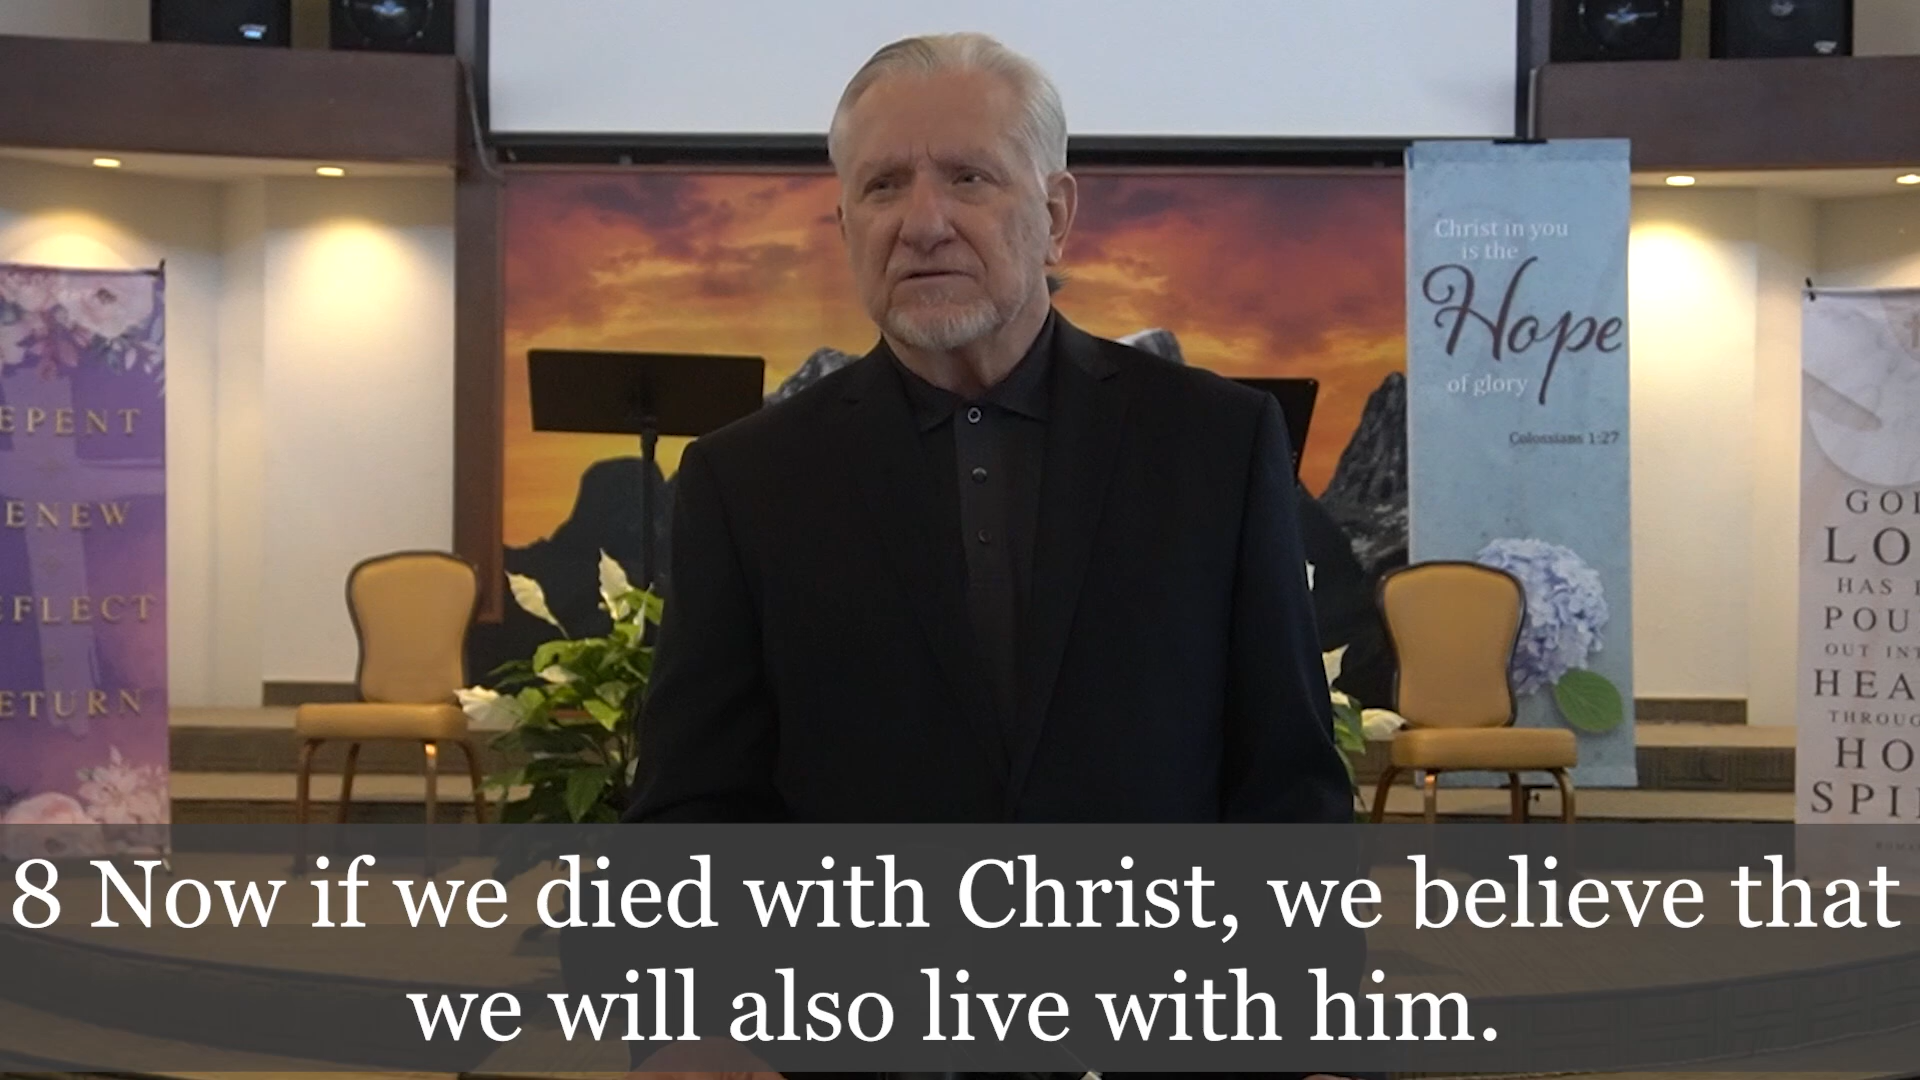 EPENT
ENEW
EFLECT
ETURN
Christ in you
is the
Hope
of glory
Colossians 1:27
GOD
LO
HAS
POU
OUT INT
HEA
THROUG
HO
SPI
8 Now if we died with Christ, we believe that
we will also live with him.